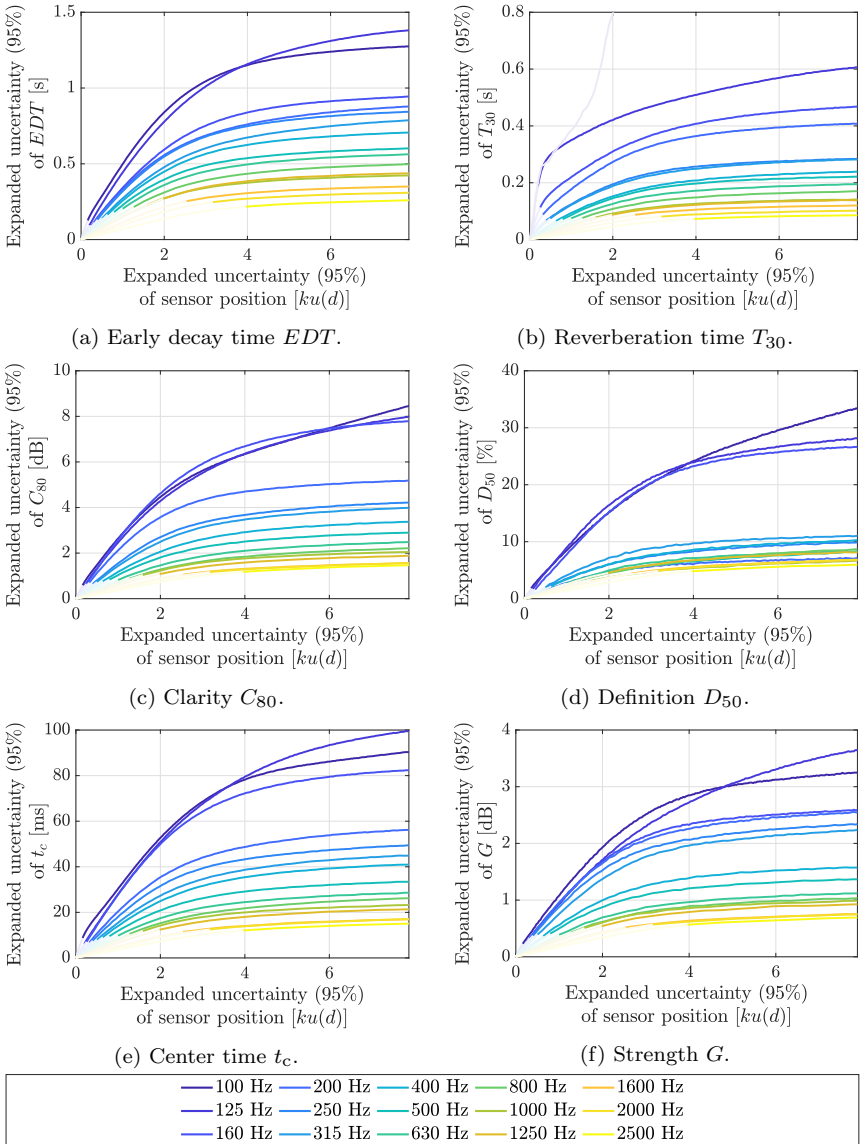 Expanded uncertainty (95%)
of EDT [s]
1.5
1
0.5
0
0 2 4 6
Expanded uncertainty (95%)
of sensor position [ku(d)]
(a) Early decay time EDT.
Expanded uncertainty (95%)
of T30 [s]
0.8
0.6
0.4
0.2
0
0 2 4 6
Expanded uncertainty (95%)
of sensor position [ku(d)]
(b) Reverberation time T30.
Expanded uncertainty (95%)
of C80 [dB]
10
8
6
4
2
0
0 2 4 6
Expanded uncertainty (95%)
of sensor position [ku(d)]
(c) Clarity C80.
Expanded uncertainty (95%)
of D50 [%]
40
30
20
10
0
0 2 4 6
Expanded uncertainty (95%)
of sensor position [ku(d)]
(d) Definition D50.
Expanded uncertainty (95%)
of tc [ms]
100
80
60
40
20
0
0 2 4 6
Expanded uncertainty (95%)
of sensor position [ku(d)]
(e) Center time tc.
Expanded uncertainty (95%)
of G [dB]
4
3
2
1
0
0 2 4 6
Expanded uncertainty (95%)
of sensor position [ku(d)]
(f) Strength G.
100 Hz 200 Hz 400 Hz 800 Hz 1600 Hz
125 Hz 250 Hz 500 Hz 1000 Hz 2000 Hz
160 Hz 315 Hz 630 Hz 1250 Hz 2500 Hz